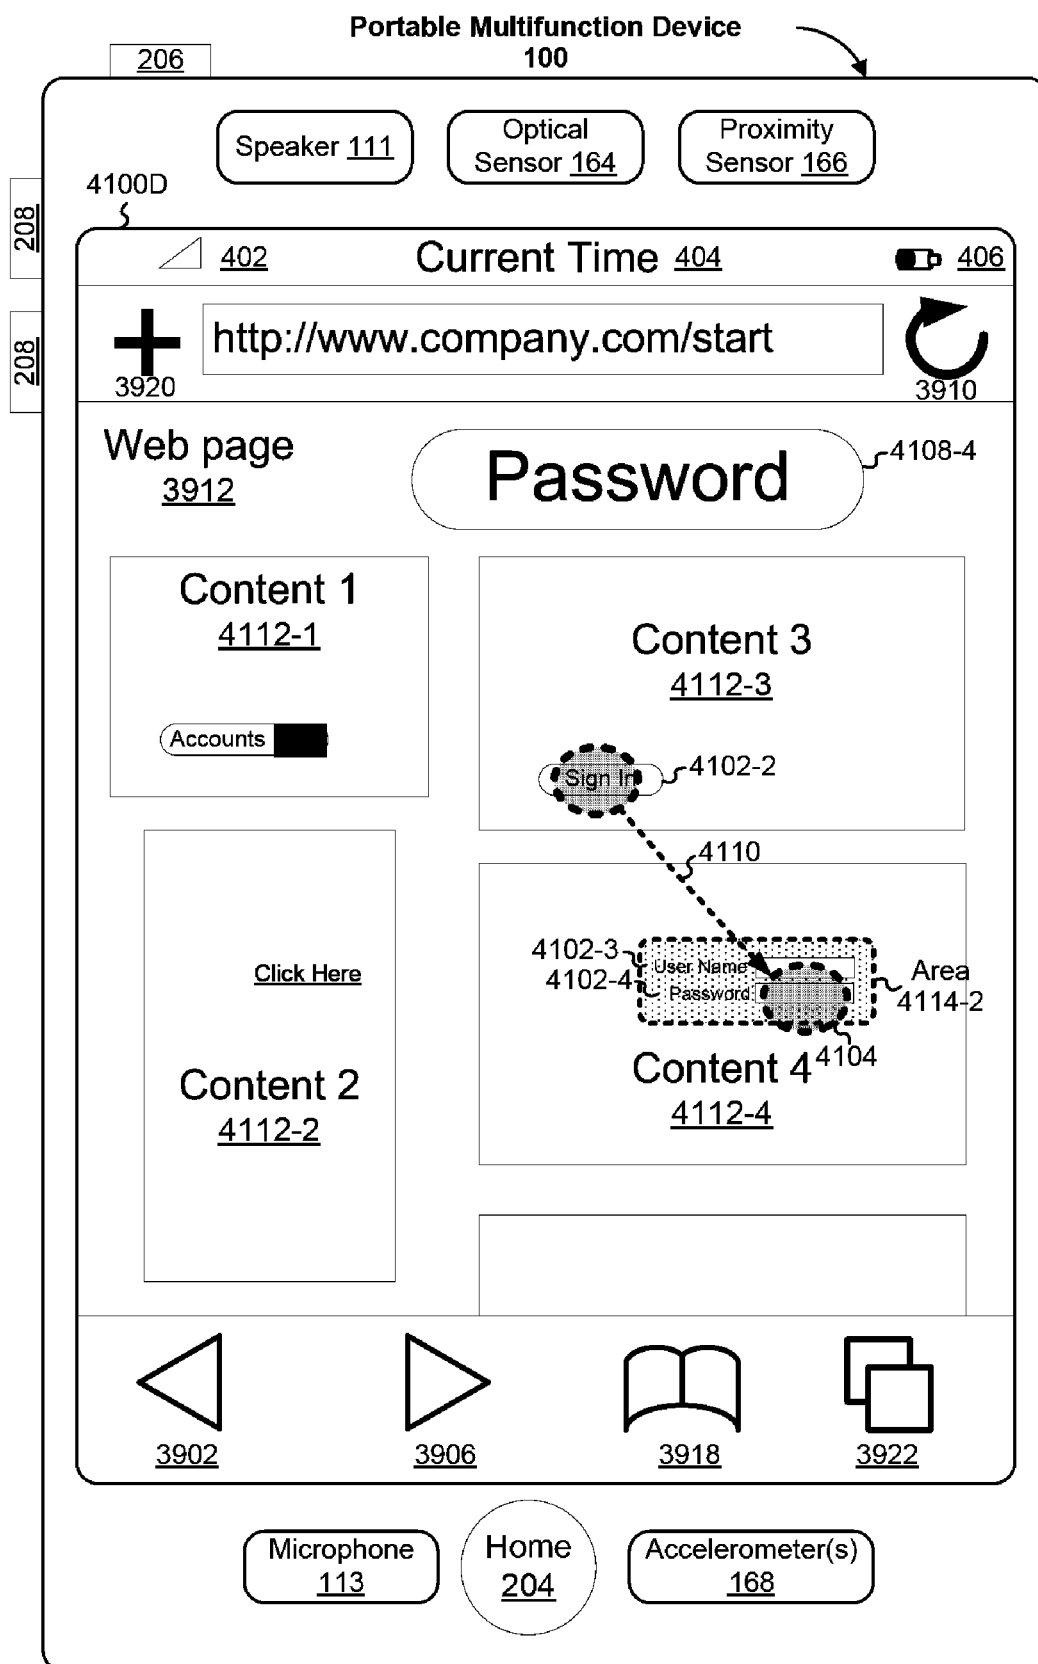 Portable Multifunction Device
100
206
Speaker 111
Optical
Sensor 164
Proximity
Sensor 166
4100D
208
208
402
Current Time 404
406
http://www.company.com/start
3920
3910
Web page
3912
Password
4108-4
Content 1
4112-1
Accounts
Content 3
4112-3
Sign In
4102-2
4110
Click Here
Content 2
4112-2
4102-3
User Name
4102-4
Password:
Area
4114-2
4104
Content 4
4112-4
3902
3906
3918
3922
Microphone
113
Home
204
Accelerometer(s)
168